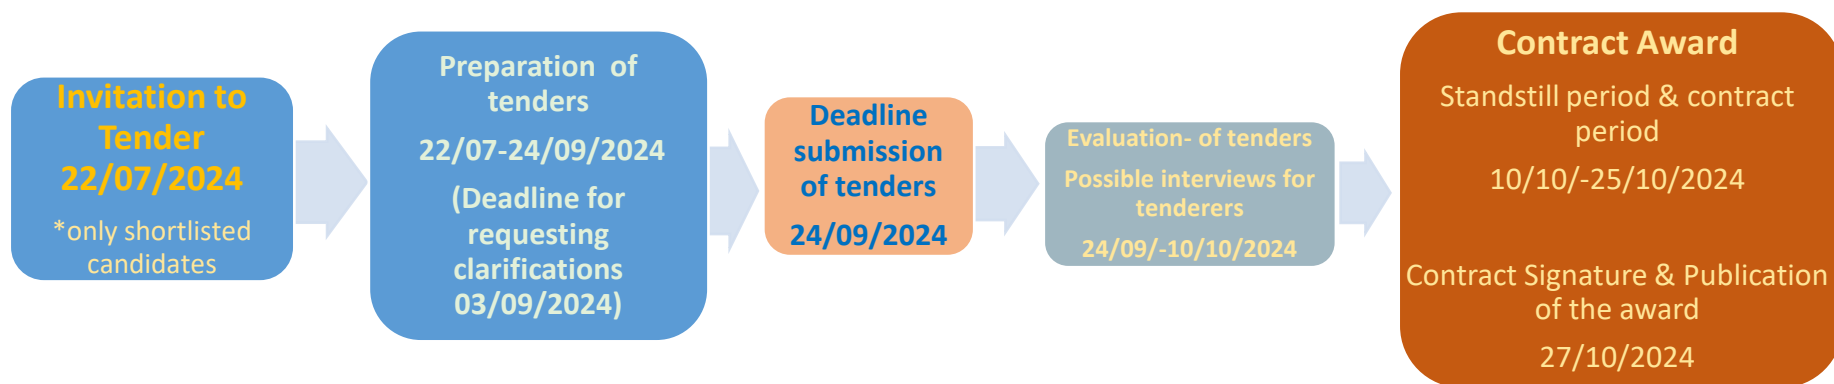 Invitation to
Tender
22/07/2024
*only shortlisted
candidates
Preparation of
tenders
22/07-24/09/2024
(Deadline for
requesting
clarifications
03/09/2024)
Deadline
submission
of tenders
24/09/2024
Evaluation- of tenders
Possible interviews for
tenderers
24/09/-10/10/2024
Contract Award
Standstill period & contract
period
10/10/-25/10/2024
Contract Signature & Publication
of the award
27/10/2024